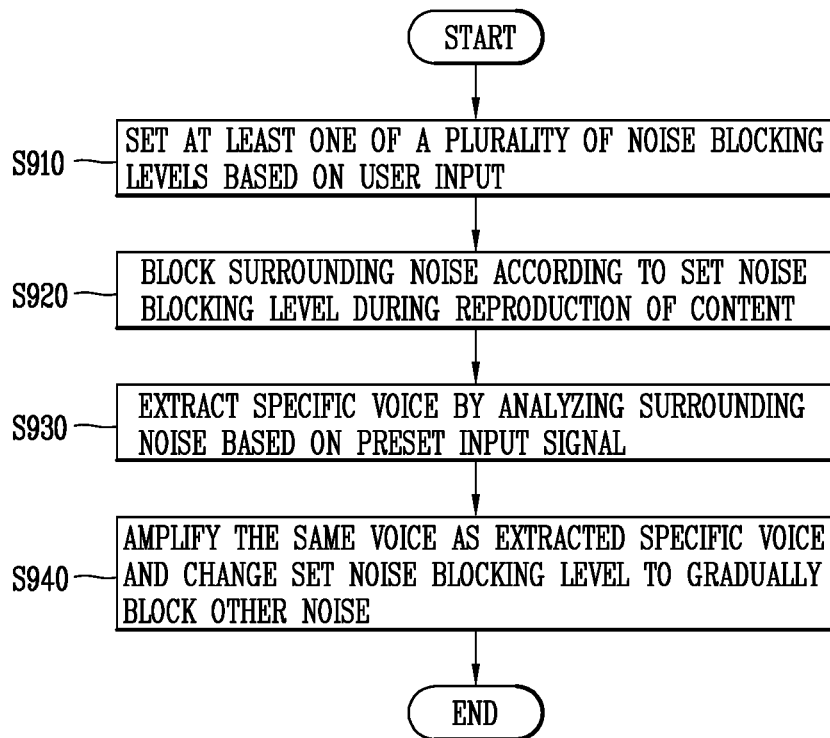 START
S910
SET AT LEAST ONE OF A PLURALITY OF NOISE BLOCKING
LEVELS BASED ON USER INPUT
S920
BLOCK SURROUNDING NOISE ACCORDING TO SET NOISE
BLOCKING LEVEL DURING REPRODUCTION OF CONTENT
S930
EXTRACT SPECIFIC VOICE BY ANALYZING SURROUNDING
NOISE BASED ON PRESET INPUT SIGNAL
S940
AMPLIFY THE SAME VOICE AS EXTRACTED SPECIFIC VOICE
AND CHANGE SET NOISE BLOCKING LEVEL TO GRADUALLY
BLOCK OTHER NOISE
END